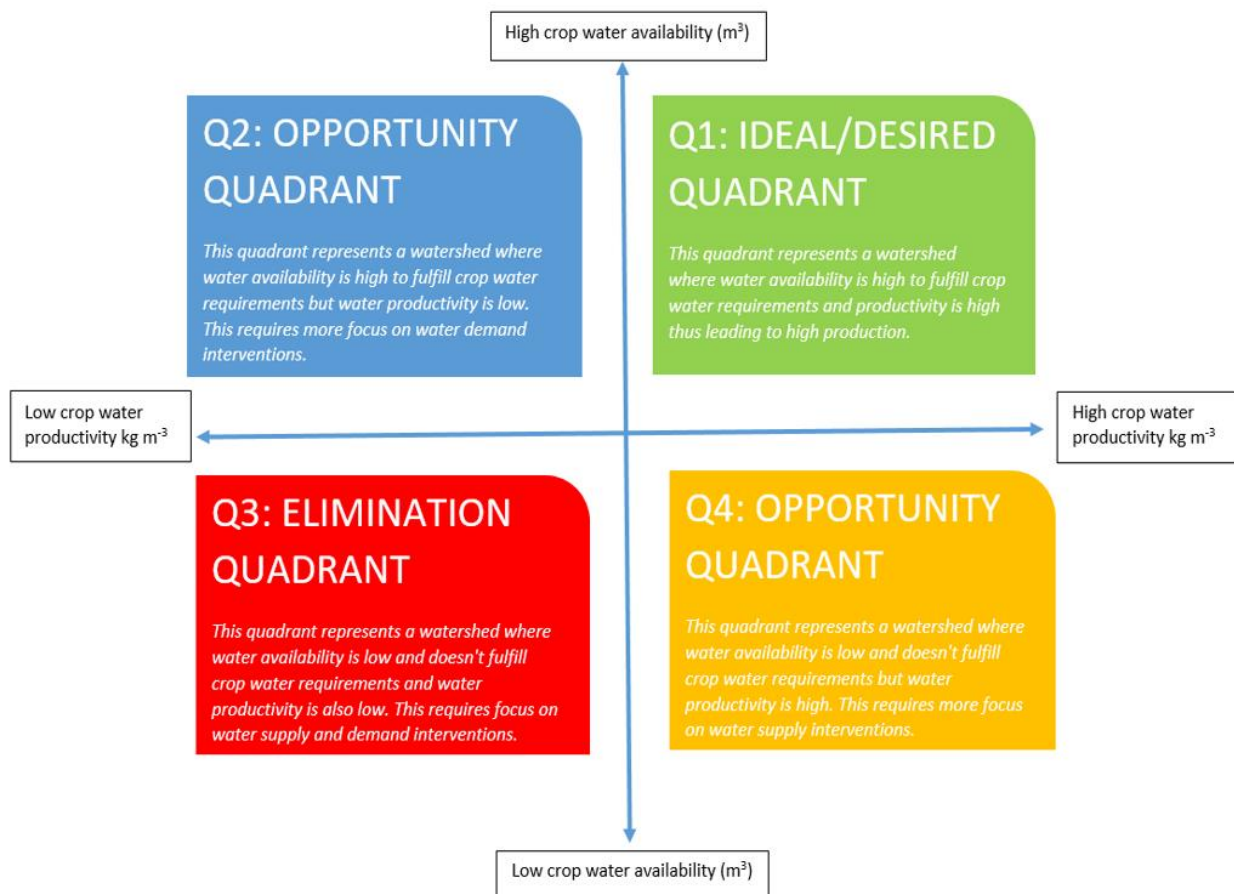 High crop water availability (m³)
Q2: OPPORTUNITY
QUADRANT
This quadrant represents a watershed where
water availability is high to fulfill crop water
requirements but water productivity is low.
This requires more focus on water demand
interventions.
Q1: IDEAL/DESIRED
QUADRANT
This quadrant represents a watershed
where water availability is high to fulfill crop
water requirements and productivity is high
thus leading to high production.
Low crop water
productivity kg m⁻³
High crop water
productivity kg m⁻³
Q3: ELIMINATION
QUADRANT
This quadrant represents a watershed where
water availability is low and doesn't fulfill
crop water requirements and water
productivity is also low. This requires focus on
water supply and demand interventions.
Q4: OPPORTUNITY
QUADRANT
This quadrant represents a watershed where
water availability is low and doesn't fulfill
crop water requirements but water
productivity is high. This requires more focus
on water supply interventions.
Low crop water availability (m³)